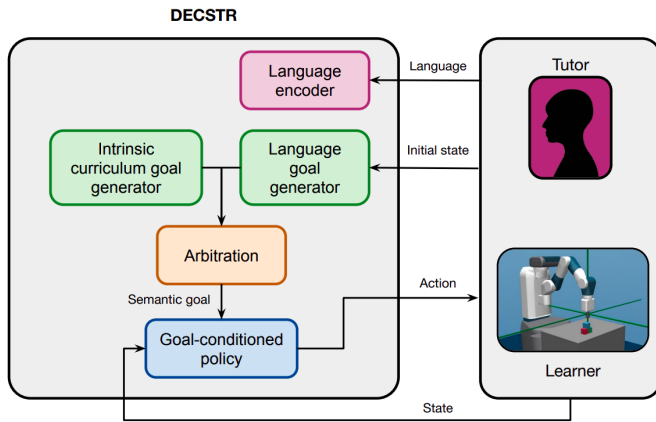 DECSTR
Language
encoder
Language
Tutor
Intrinsic
curriculum goal
generator
Language
goal
generator
Initial state
Arbitration
Semantic goal
Action
Goal-conditioned
policy
Learner
State